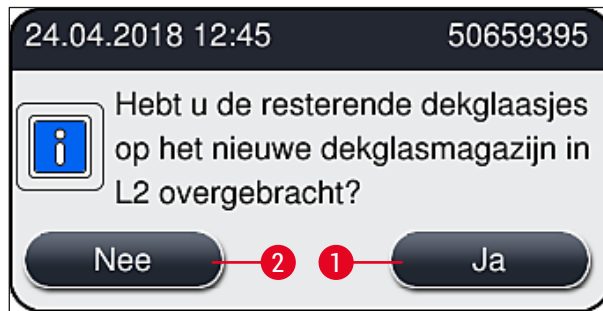 24.04.2018 12:45 50659395
Hebt u de resterende dekglaasjes
op het nieuwe dekglasmagazijn in
L2 overgebracht?
Nee 2 1 Ja